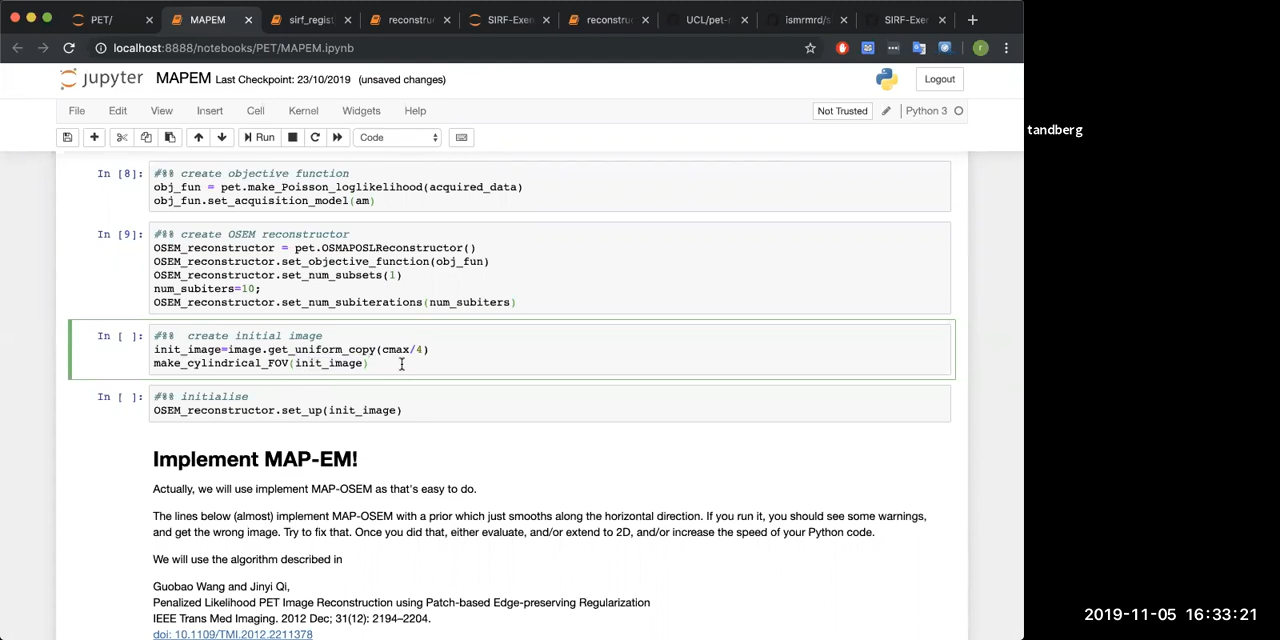 PET/
MAPEM
sirf_regist
reconstru
SIRF-Exer
reconstru
UCL/pet-r
ismrmrd/s
SIRF-Exer
localhost:8888/notebooks/PET/MAPEM.ipynb
r
jupyter MAPEM Last Checkpoint: 23/10/2019 (unsaved changes)
Logout
File Edit View Insert Cell Kernel Widgets Help
Not Trusted
Python 3
Run
Code
In [8]: #%% create objective function
obj_fun = pet.make_Poisson_loglikelihood(acquired_data)
obj_fun.set_acquisition_model(am)
In [9]: #%% create OSEM reconstructor
OSEM_reconstructor = pet.OSMAPOSLReconstructor()
OSEM_reconstructor.set_objective_function(obj_fun)
OSEM_reconstructor.set_num_subsets(1)
num_subiters=10;
OSEM_reconstructor.set_num_subiterations(num_subiters)
In [ ]: #%%  create initial image
init_image=image.get_uniform_copy(cmax/4)
make_cylindrical_FOV(init_image)
In [ ]: #%% initialise
OSEM_reconstructor.set_up(init_image)
Implement MAP-EM!
Actually, we will use implement MAP-OSEM as that's easy to do.
The lines below (almost) implement MAP-OSEM with a prior which just smooths along the horizontal direction. If you run it, you should see some warnings,
and get the wrong image. Try to fix that. Once you did that, either evaluate, and/or extend to 2D, and/or increase the speed of your Python code.
We will use the algorithm described in
Guobao Wang and Jinyi Qi,
Penalized Likelihood PET Image Reconstruction using Patch-based Edge-preserving Regularization
IEEE Trans Med Imaging. 2012 Dec; 31(12): 2194–2204.
doi: 10.1109/TMI.2012.2211378
tandberg
2019-11-05 16:33:21